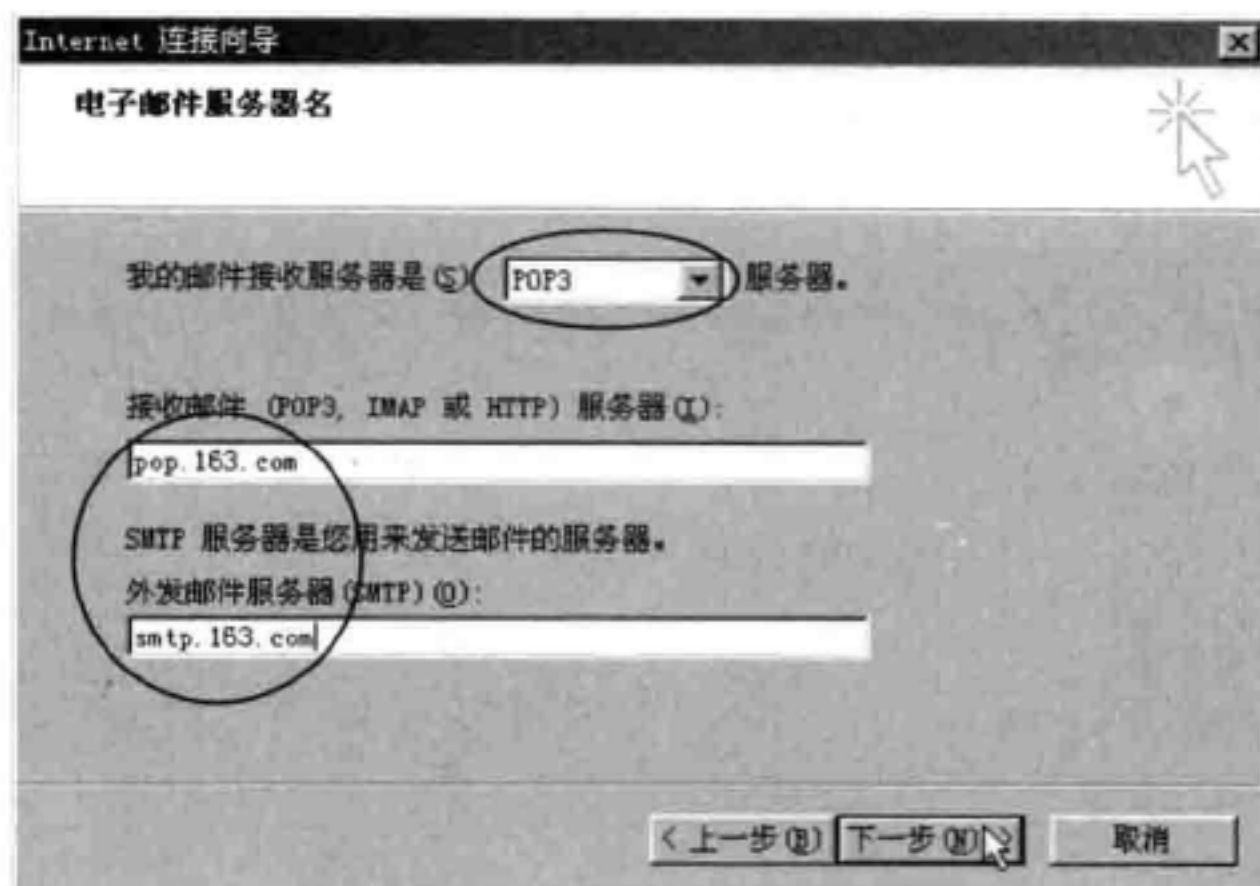 Internet 连接向导
电子邮件服务器名
我的邮件接收服务器是(S) POP3 服务器。
接收邮件 (POP3, IMAP 或 HTTP) 服务器(I):
pop.163.com
SMTP 服务器是您用来发送邮件的服务器。
外发邮件服务器(SMTP)(O):
smtp.163.com
< 上一步(B) 下一步(N) > 取消